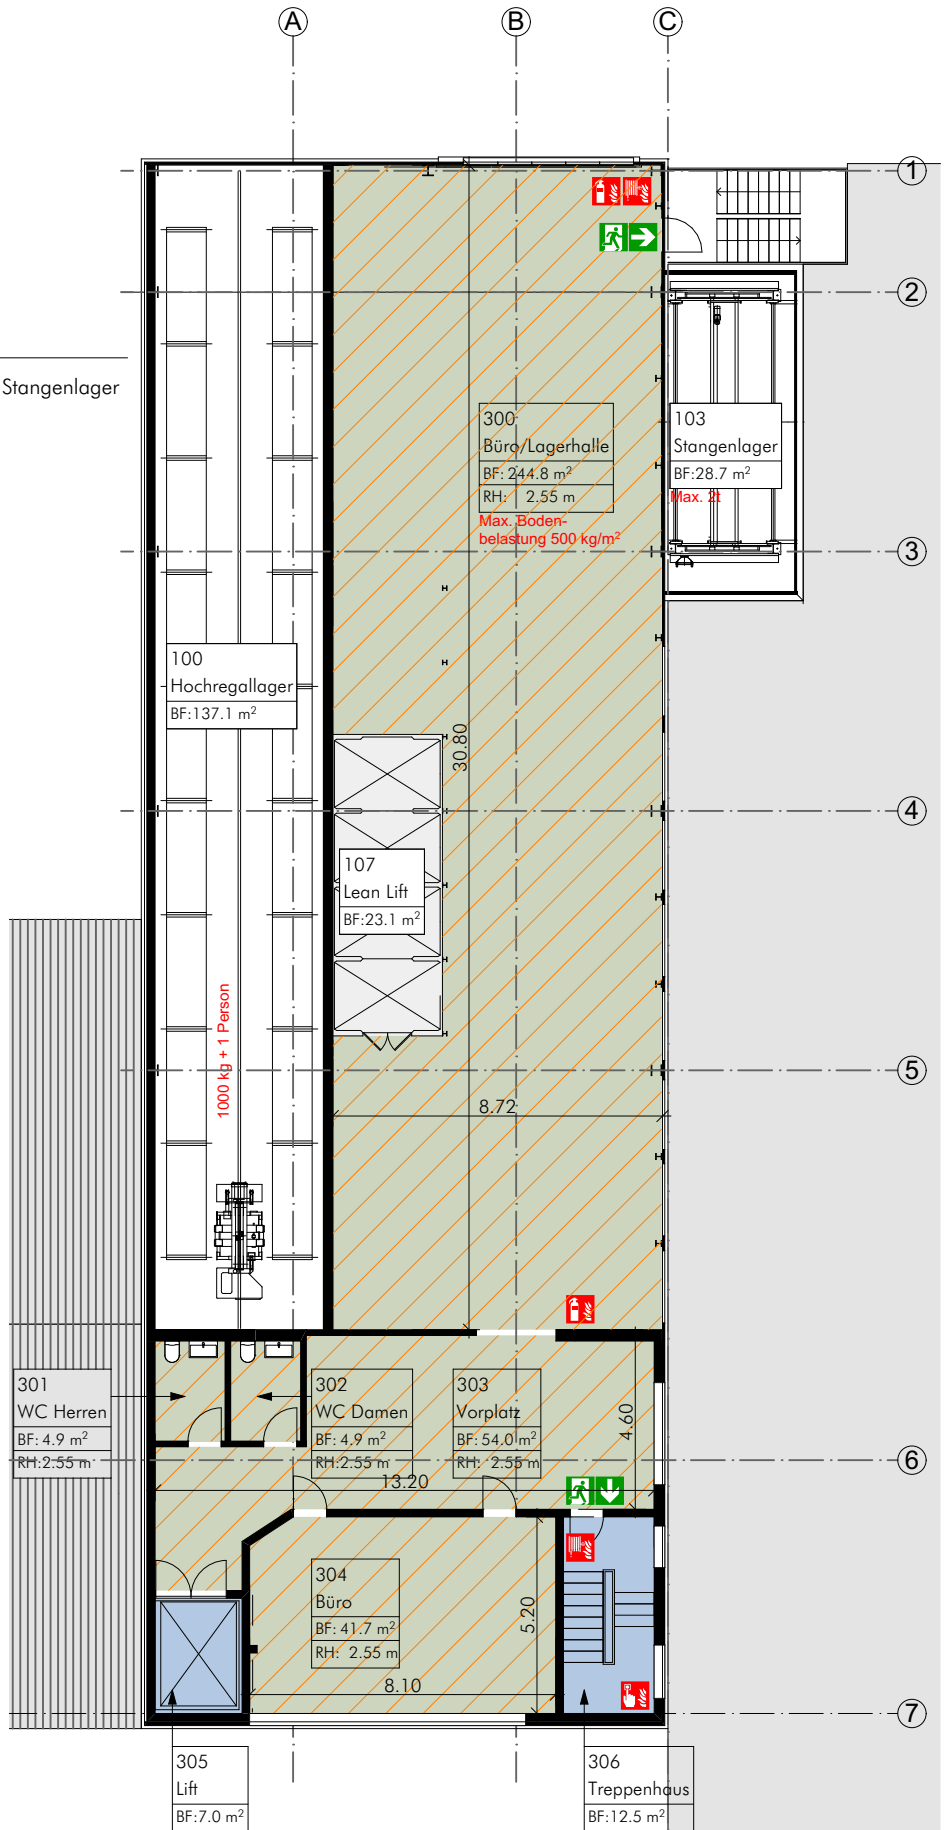 A
B
C
1
2
Stangenlager
300
Büro/Lagerhalle
BF: 244.8 m²
RH: 2.55 m
Max. Boden-
belastung 500 kg/m²
103
Stangenlager
BF:28.7 m²
Max. 2t
3
100
Hochregallager
BF:137.1 m²
30.80
4
107
Lean Lift
BF:23.1 m²
1000 kg + 1 Person
5
8.72
301
WC Herren
BF: 4.9 m²
RH:2.55 m
302
WC Damen
BF: 4.9 m²
RH:2.55 m
303
Vorplatz
BF: 54.0 m²
RH: 2.55 m
4.60
6
13.20
304
Büro
BF: 41.7 m²
RH: 2.55 m
5.20
8.10
7
305
Lift
BF:7.0 m²
306
Treppenhaus
BF:12.5 m²